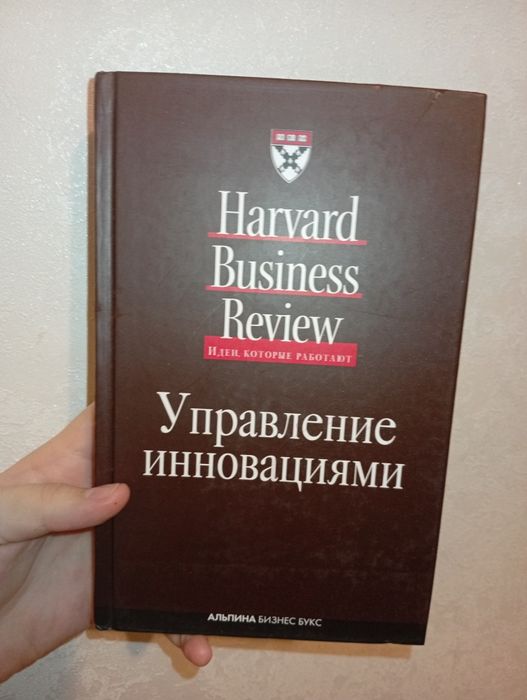 Harvard
Business
Review
ИДЕИ, КОТОРЫЕ РАБОТАЮТ
Управление
инновациями
АЛЬПИНА БИЗНЕС БУКС